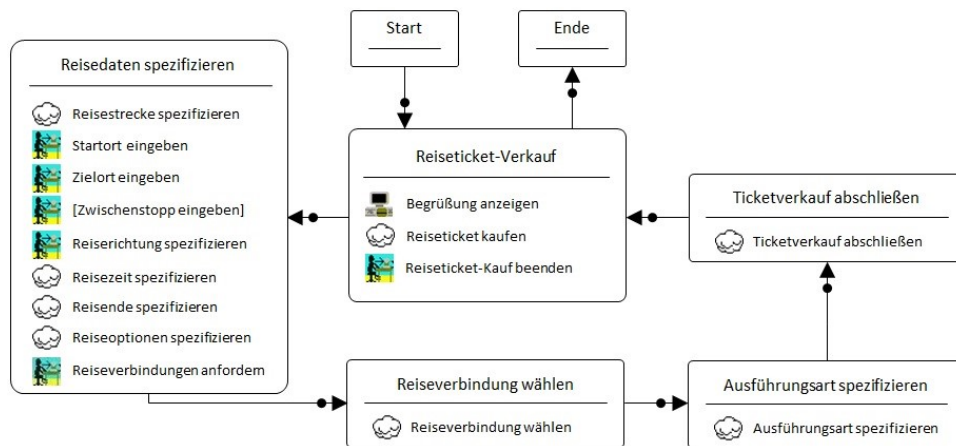 Start
Ende
Reisedaten spezifizieren
Reisestrecke spezifizieren
Startort eingeben
Zielort eingeben
[Zwischenstopp eingeben]
Reiserichtung spezifizieren
Reisezeit spezifizieren
Reisende spezifizieren
Reiseoptionen spezifizieren
Reiseverbindungen anfordern
Reiseticket-Verkauf
Begrüßung anzeigen
Reiseticket kaufen
Reiseticket-Kauf beenden
Ticketverkauf abschließen
Ticketverkauf abschließen
Reiseverbindung wählen
Reiseverbindung wählen
Ausführungsart spezifizieren
Ausführungsart spezifizieren